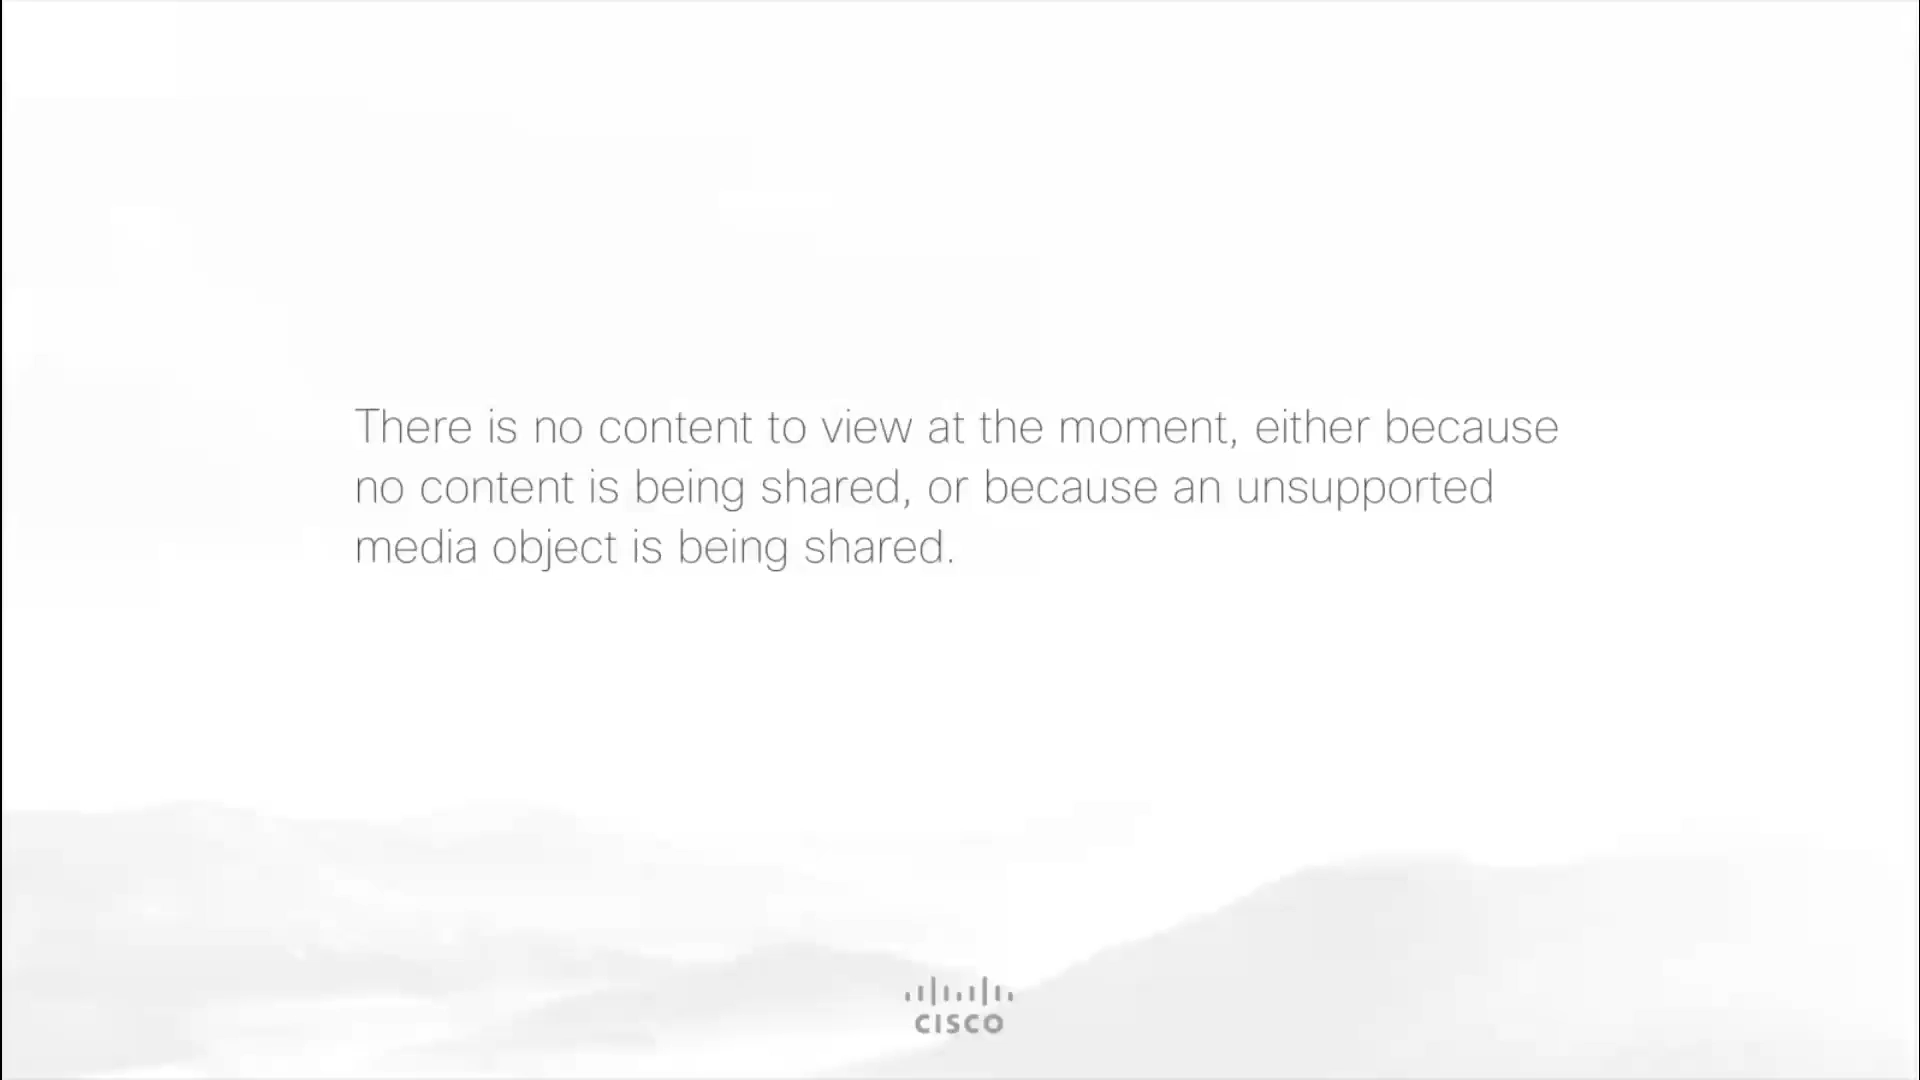 There is no content to view at the moment, either because
no content is being shared, or because an unsupported
media object is being shared.
CISCO